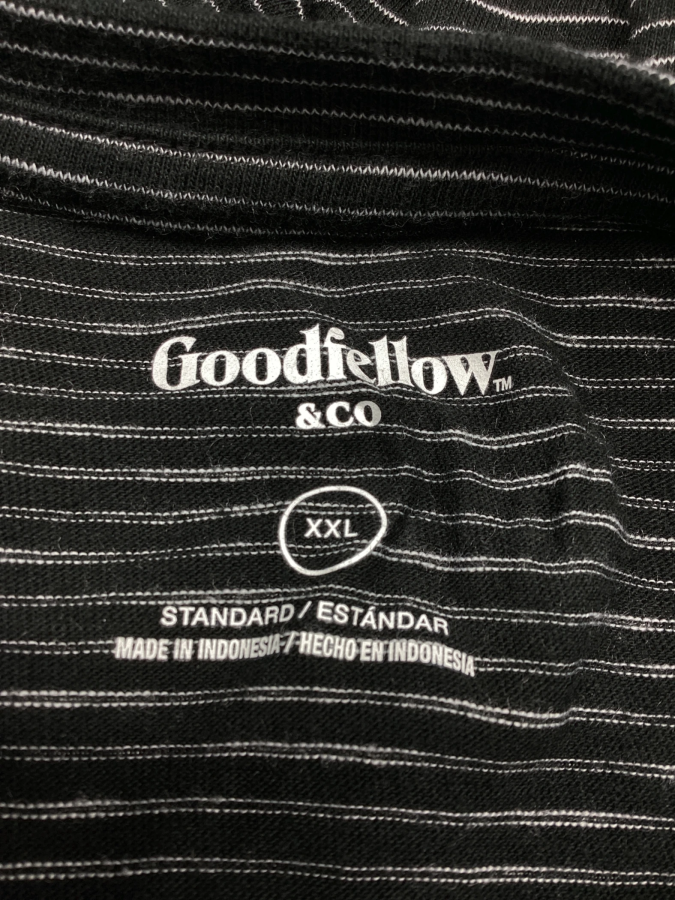 Goodfellow™
&CO
XXL
STANDARD / ESTÁNDAR
MADE IN INDONESIA / HECHO EN INDONESIA